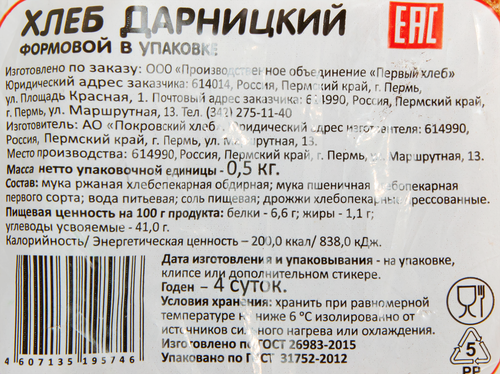 ХЛЕБ ДАРНИЦКИЙ
ФОРМОВОЙ В УПАКОВКЕ
EAC
Изготовлено по заказу: ООО «Производственное объединение «Первый хлеб»
Юридический адрес заказчика: 614014, Россия, Пермский край, г. Пермь,
ул. Площадь Красная, 1. Почтовый адрес заказчика: 614990, Россия, Пермский край,
г. Пермь, ул. Маршрутная, 13. Тел. (342) 275-11-40
Изготовитель: АО «Покровский хлеб». Юридический адрес изготовителя: 614990,
Россия, Пермский край, г. Пермь, ул. Маршрутная, 13.
Место производства: 614990, Россия, Пермский край, г. Пермь, ул. Маршрутная, 13.
Масса нетто упаковочной единицы - 0,5 КГ.
Состав: мука ржаная хлебопекарная обдирная; мука пшеничная хлебопекарная
первого сорта; вода питьевая; соль пищевая; дрожжи хлебопекарные прессованные.
Пищевая ценность на 100 г продукта: белки - 6,6 г; жиры - 1,1 г;
углеводы усвояемые - 41,0 г.
Калорийность/ Энергетическая ценность – 200,0 ккал/ 838,0 кДж.
Дата изготовления и упаковывания - на упаковке,
клипсе или дополнительном стикере.
Годен - 4 суток.
Условия хранения: хранить при равномерной
температуре не ниже 6 °С изолированно от
источников сильного нагрева или охлаждения.
Изготовлено по ГОСТ 26983-2015
Упаковано по ГОСТ 31752-2012
4 607135 195746
5
PP